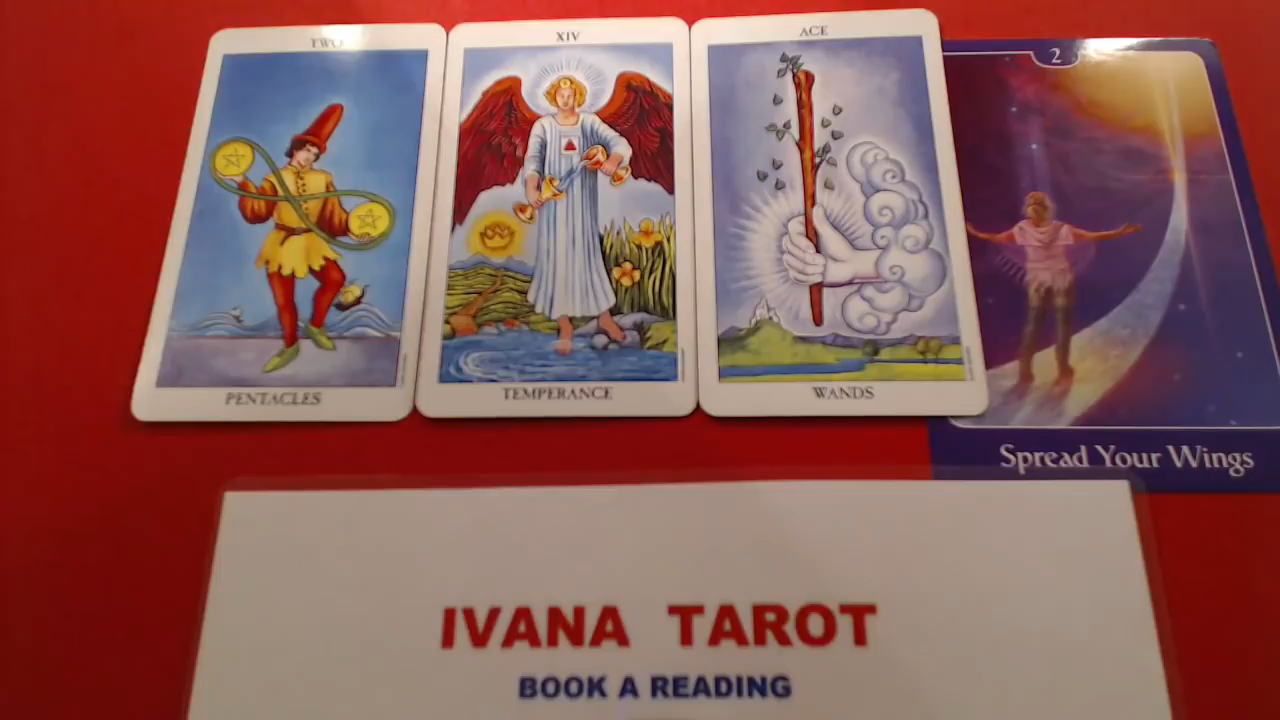 TWO
PENTACLES
XIV
TEMPERANCE
ACE
WANDS
2
Spread Your Wings
IVANA TAROT
BOOK A READING